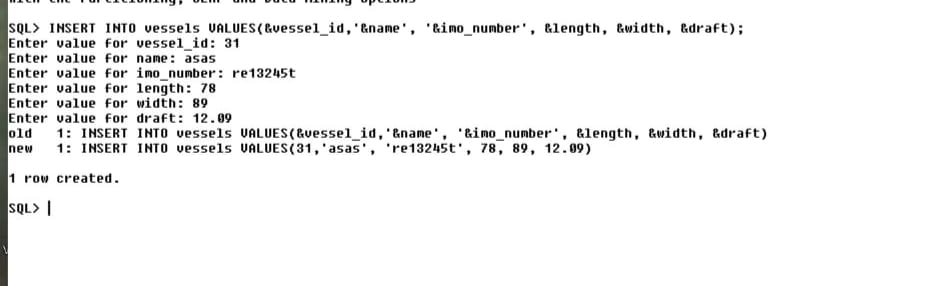 SQL> INSERT INTO vessels VALUES(&vessel_id,'&name', '&imo_number', &length, &width, &draft);
Enter value for vessel_id: 31
Enter value for name: asas
Enter value for imo_number: re13245t
Enter value for length: 78
Enter value for width: 89
Enter value for draft: 12.09
old   1: INSERT INTO vessels VALUES(&vessel_id,'&name', '&imo_number', &length, &width, &draft)
new   1: INSERT INTO vessels VALUES(31,'asas', 're13245t', 78, 89, 12.09)
1 row created.
SQL>